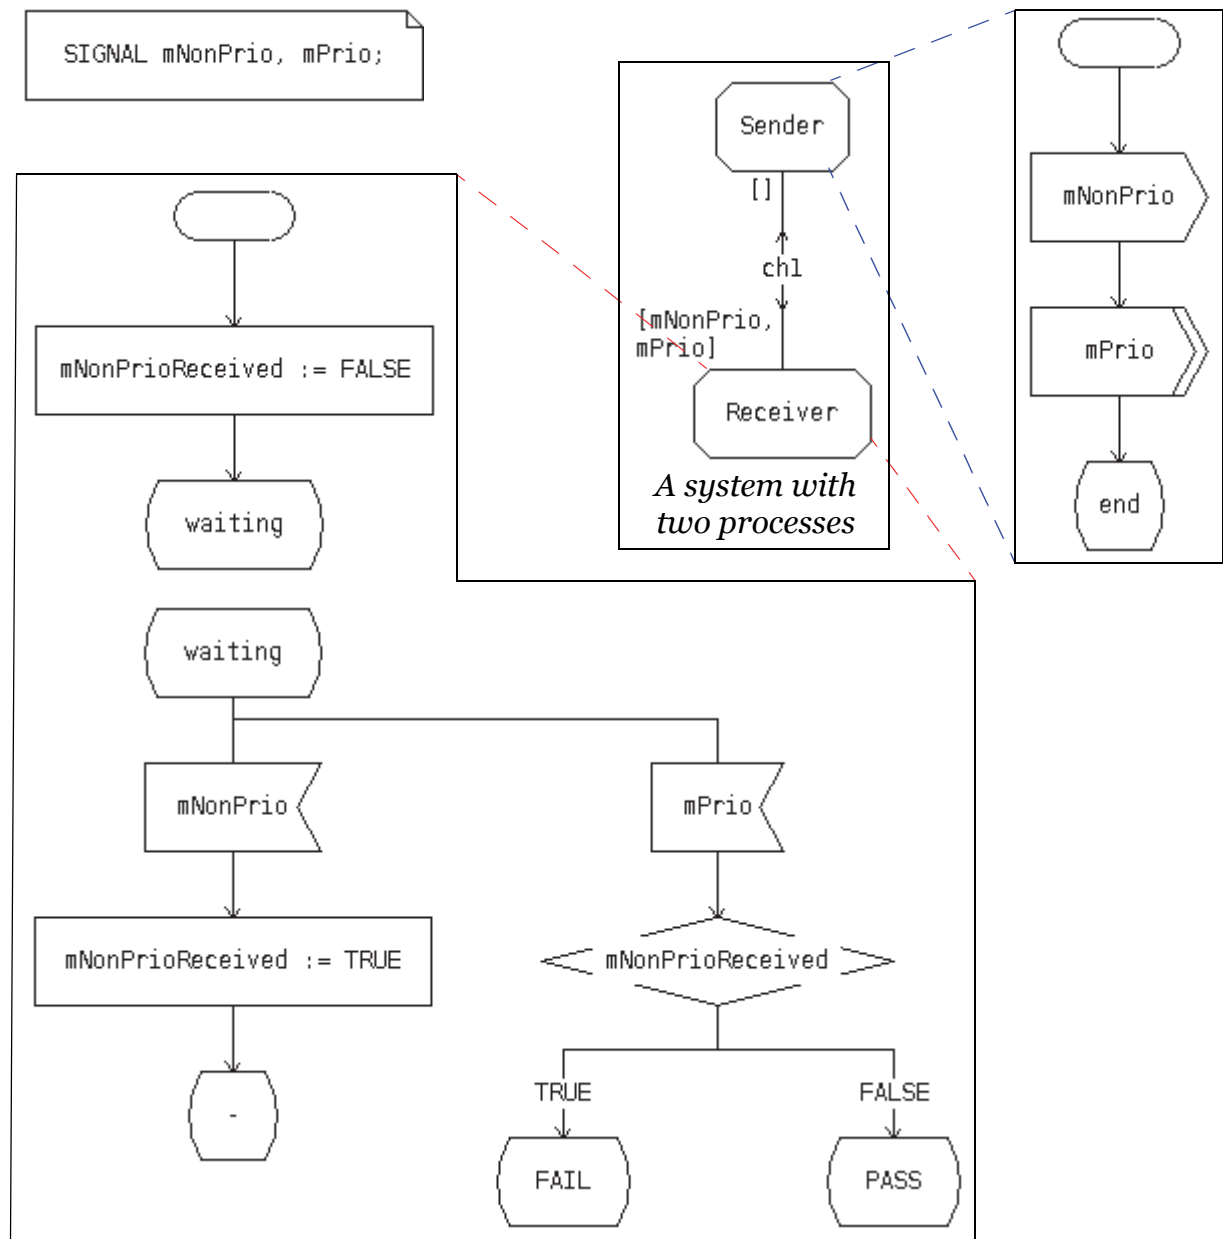 SIGNAL mNonPrio, mPrio;
Sender
[]
chl
[mNonPrio,
mPrio]
Receiver
A system with
two processes
mNonPrio
mPrio
end
mNonPrioReceived := FALSE
waiting
waiting
mNonPrio
mPrio
mNonPrioReceived := TRUE
mNonPrioReceived
-
TRUE
FALSE
FAIL
PASS